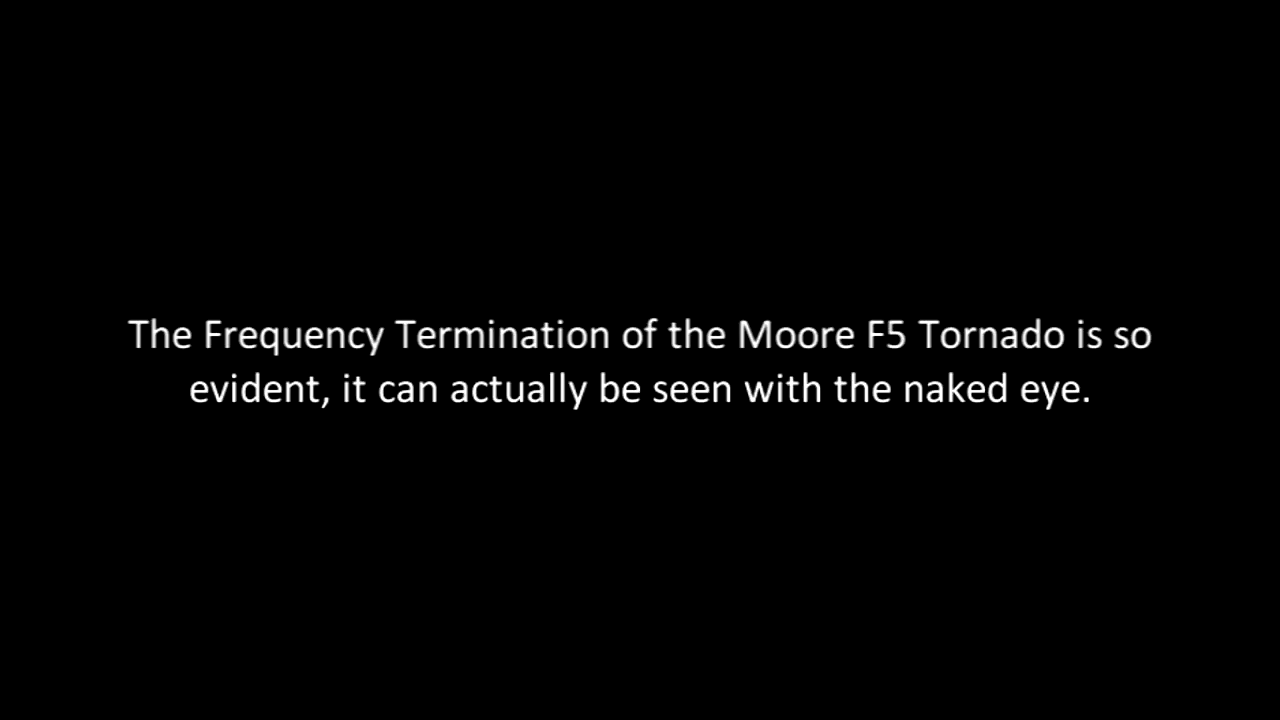 The Frequency Termination of the Moore F5 Tornado is so
evident, it can actually be seen with the naked eye.